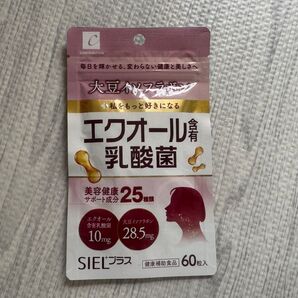 毎日を輝かせる、変わらない健康と美しさへ
大豆イソフラボン
私をもっと好きになる
エクオール含有
乳酸菌
美容健康
サポート成分25種類
エクオール
含有乳酸菌
10mg
大豆イソフラボン
28.5mg
SIELプラス
健康補助食品
60粒入